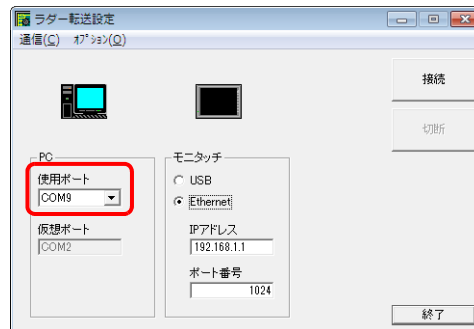 ラダー転送設定
通信(C) オプション(O)
接続
切断
PC
使用ポート
COM9
仮想ポート
COM2
モニタッチ
USB
Ethernet
IPアドレス
192.168.1.1
ポート番号
1024
終了